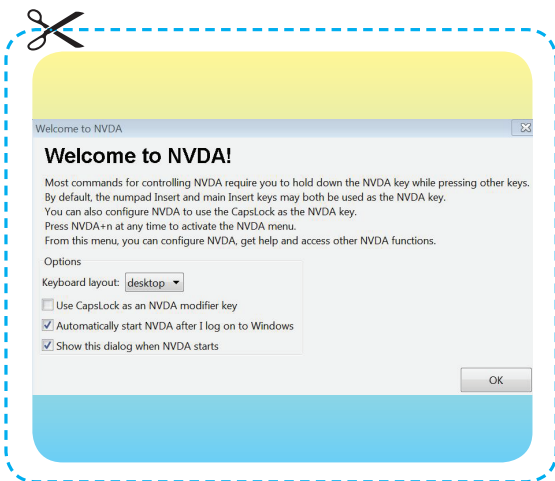 Welcome to NVDA
Welcome to NVDA!
Most commands for controlling NVDA require you to hold down the NVDA key while pressing other keys.
By default, the numpad Insert and main Insert keys may both be used as the NVDA key.
You can also configure NVDA to use the CapsLock as the NVDA key.
Press NVDA+n at any time to activate the NVDA menu.
From this menu, you can configure NVDA, get help and access other NVDA functions.
Options
Keyboard layout: desktop
Use CapsLock as an NVDA modifier key
Automatically start NVDA after I log on to Windows
Show this dialog when NVDA starts
OK